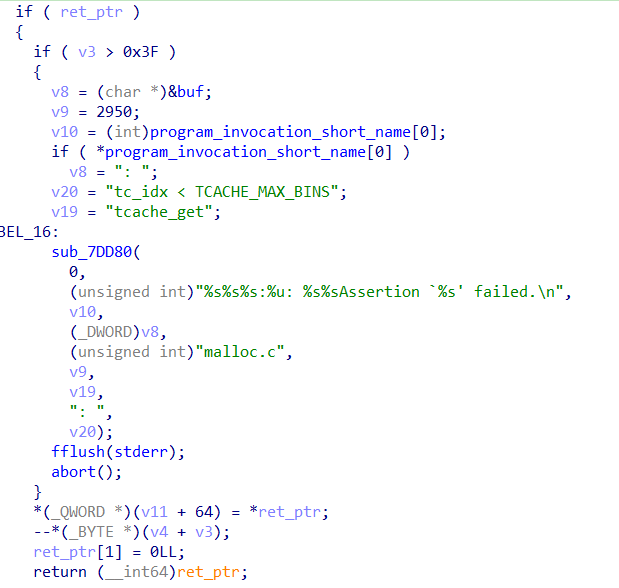 if ( ret_ptr )
{
if ( v3 > 0x3F )
{
v8 = (char *)&buf;
v9 = 2950;
v10 = (int)program_invocation_short_name[0];
if ( *program_invocation_short_name[0] )
v8 = ": ";
v20 = "tc_idx < TCACHE_MAX_BINS";
v19 = "tcache_get";
BEL_16:
sub_7DD80(
0,
(unsigned int)"%s%s%s:%u: %s%sAssertion `%s' failed.\n",
v10,
(_DWORD)v8,
(unsigned int)"malloc.c",
v9,
v19,
": ",
v20);
fflush(stderr);
abort();
}
*(_QWORD *)(v11 + 64) = *ret_ptr;
--*(_BYTE *)(v4 + v3);
ret_ptr[1] = 0LL;
return (__int64)ret_ptr;